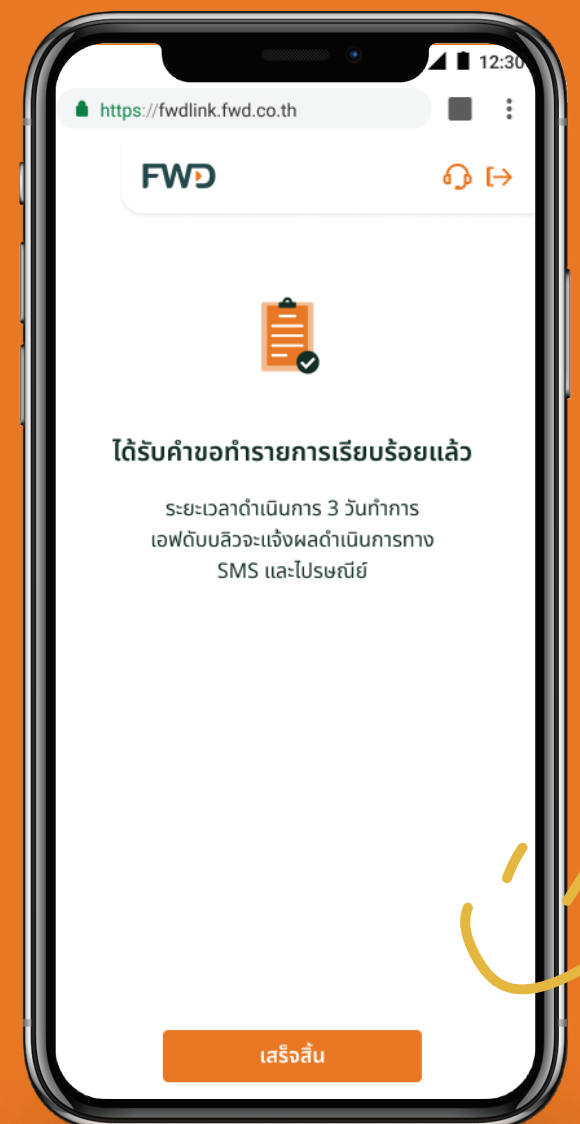 12:30
https://fwdlink.fwd.co.th
FWD
ได้รับคำขอทำรายการเรียบร้อยแล้ว
ระยะเวลาดำเนินการ 3 วันทำการ
เอฟดับบลิวจะแจ้งผลดำเนินการทาง
SMS และไปรษณีย์
เสร็จสิ้น